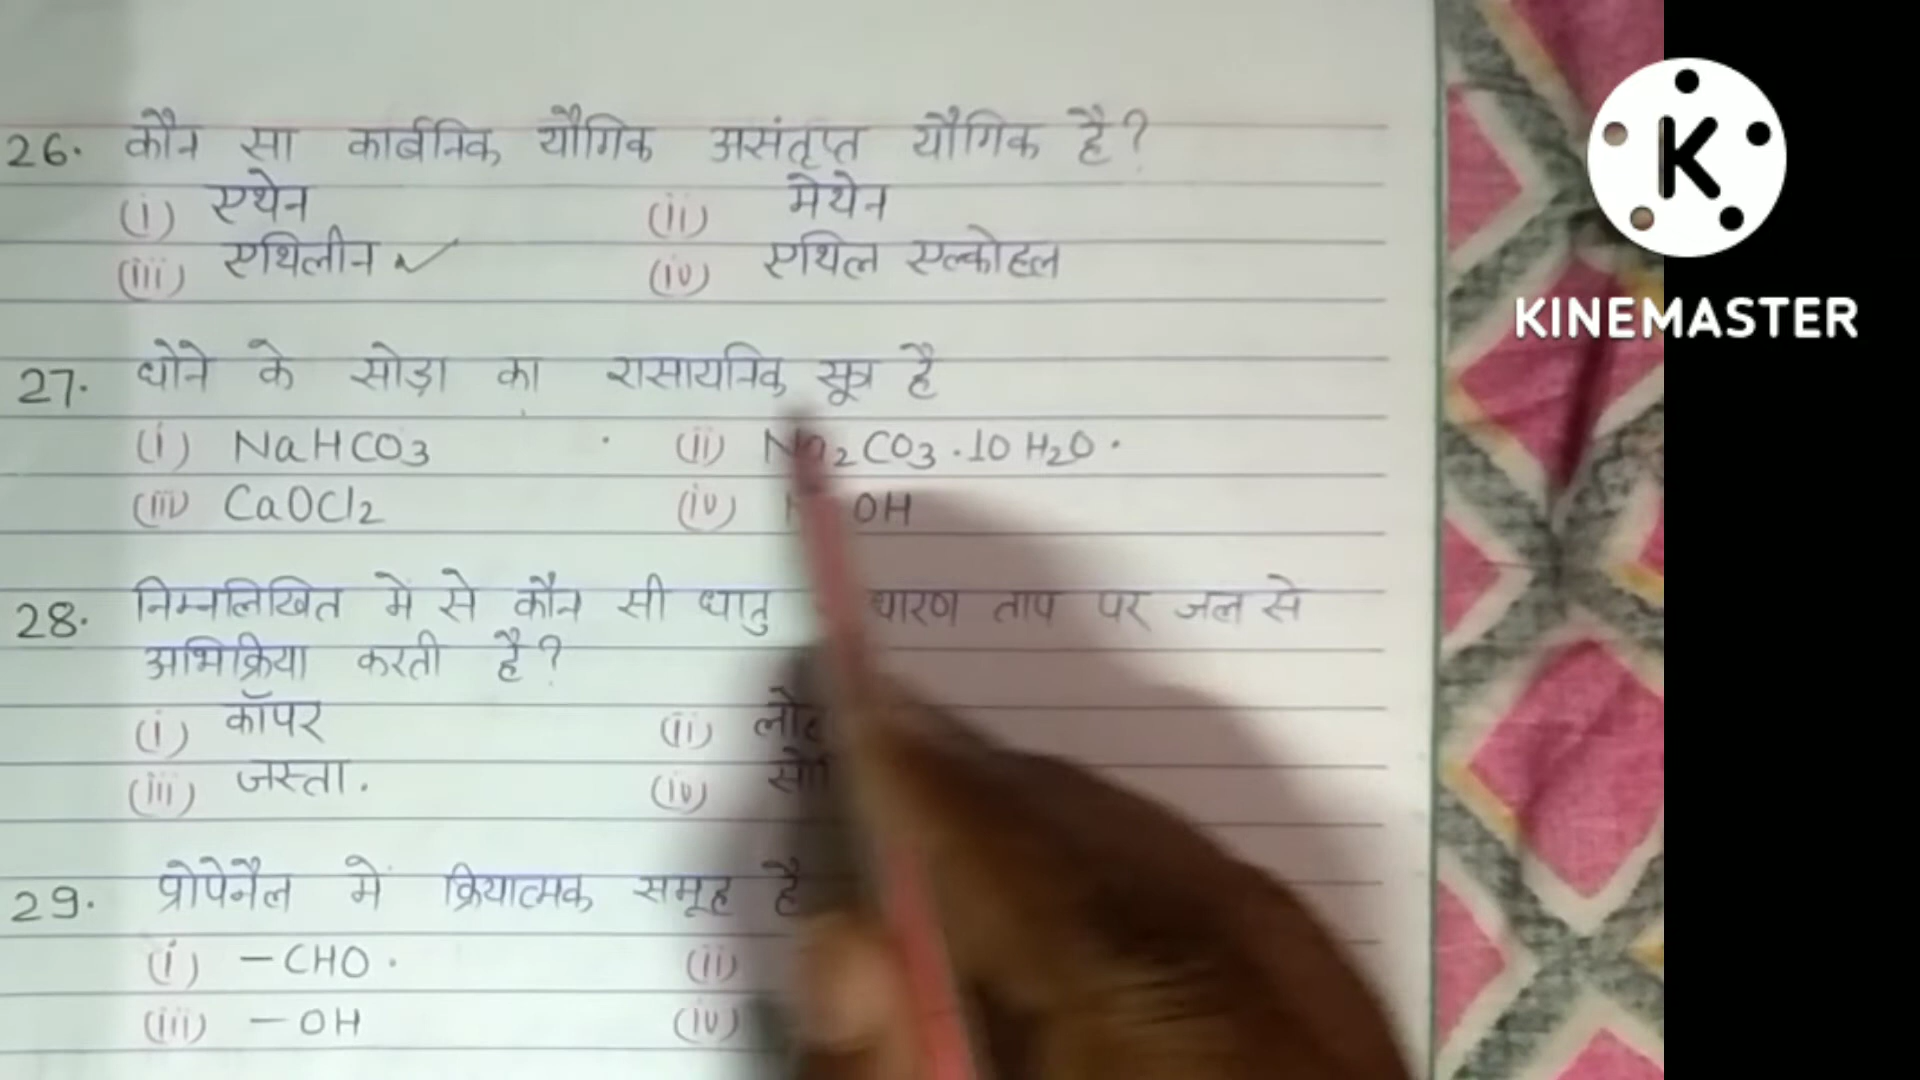 26. कौन सा कार्बनिक यौगिक असंतृप्त यौगिक है?
(i) एथेन (ii) मेथेन
(iii) एथिलीन ✓ (iv) एथिल एल्कोहल
27. धोने के सोड़ा का रासायनिक सूत्र है
(i) NaHCO3 (ii) Na2CO3.10H2O.
(iii) CaOCl2 (iv) OH
28. निम्नलिखित में से कौन सी धातु धारण ताप पर जल से
अभिक्रिया करती है?
(i) कॉपर (ii)
(iii) जस्ता. (iv)
29. प्रोपेनैल में क्रियात्मक समूह है
(i) –CHO. (ii)
(iii) –OH (iv)
K
KINEMASTER